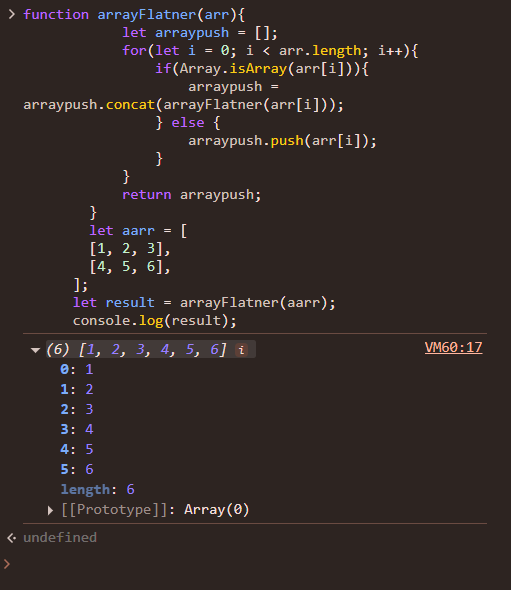 function arrayFlatner(arr){
let arraypush = [];
for(let i = 0; i < arr.length; i++){
if(Array.isArray(arr[i])){
arraypush =
arraypush.concat(arrayFlatner(arr[i]));
} else {
arraypush.push(arr[i]);
}
}
return arraypush;
}
let aarr = [
[1, 2, 3],
[4, 5, 6],
];
let result = arrayFlatner(aarr);
console.log(result);
(6) [1, 2, 3, 4, 5, 6] i VM60:17
0: 1
1: 2
2: 3
3: 4
4: 5
5: 6
length: 6
[[Prototype]]: Array(0)
undefined